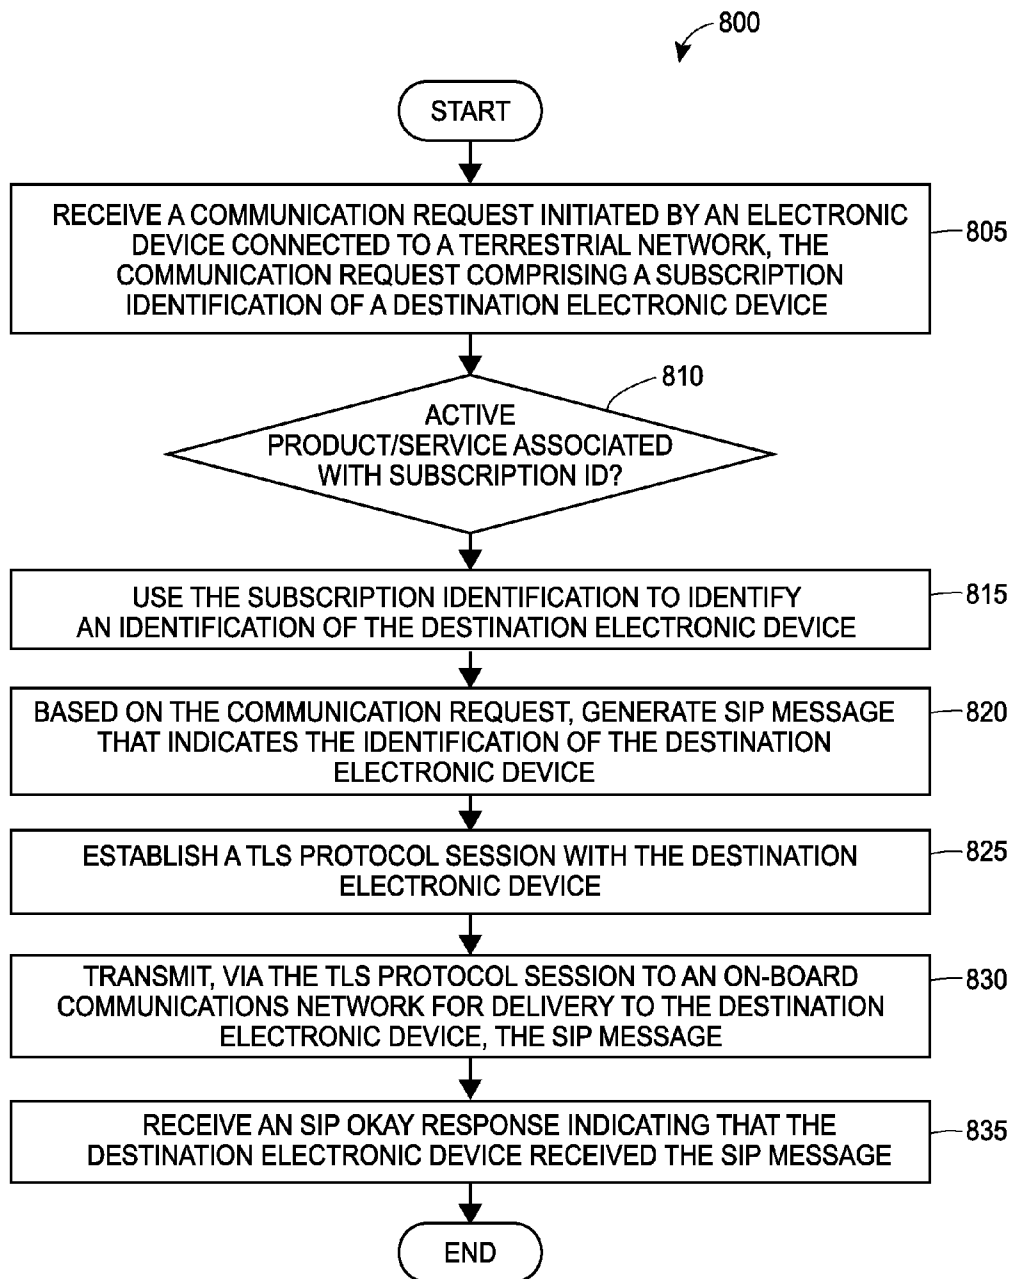 800
START
RECEIVE A COMMUNICATION REQUEST INITIATED BY AN ELECTRONIC
DEVICE CONNECTED TO A TERRESTRIAL NETWORK, THE
COMMUNICATION REQUEST COMPRISING A SUBSCRIPTION
IDENTIFICATION OF A DESTINATION ELECTRONIC DEVICE
805
810
ACTIVE
PRODUCT/SERVICE ASSOCIATED
WITH SUBSCRIPTION ID?
USE THE SUBSCRIPTION IDENTIFICATION TO IDENTIFY
AN IDENTIFICATION OF THE DESTINATION ELECTRONIC DEVICE
815
BASED ON THE COMMUNICATION REQUEST, GENERATE SIP MESSAGE
THAT INDICATES THE IDENTIFICATION OF THE DESTINATION
ELECTRONIC DEVICE
820
ESTABLISH A TLS PROTOCOL SESSION WITH THE DESTINATION
ELECTRONIC DEVICE
825
TRANSMIT, VIA THE TLS PROTOCOL SESSION TO AN ON-BOARD
COMMUNICATIONS NETWORK FOR DELIVERY TO THE DESTINATION
ELECTRONIC DEVICE, THE SIP MESSAGE
830
RECEIVE AN SIP OKAY RESPONSE INDICATING THAT THE
DESTINATION ELECTRONIC DEVICE RECEIVED THE SIP MESSAGE
835
END